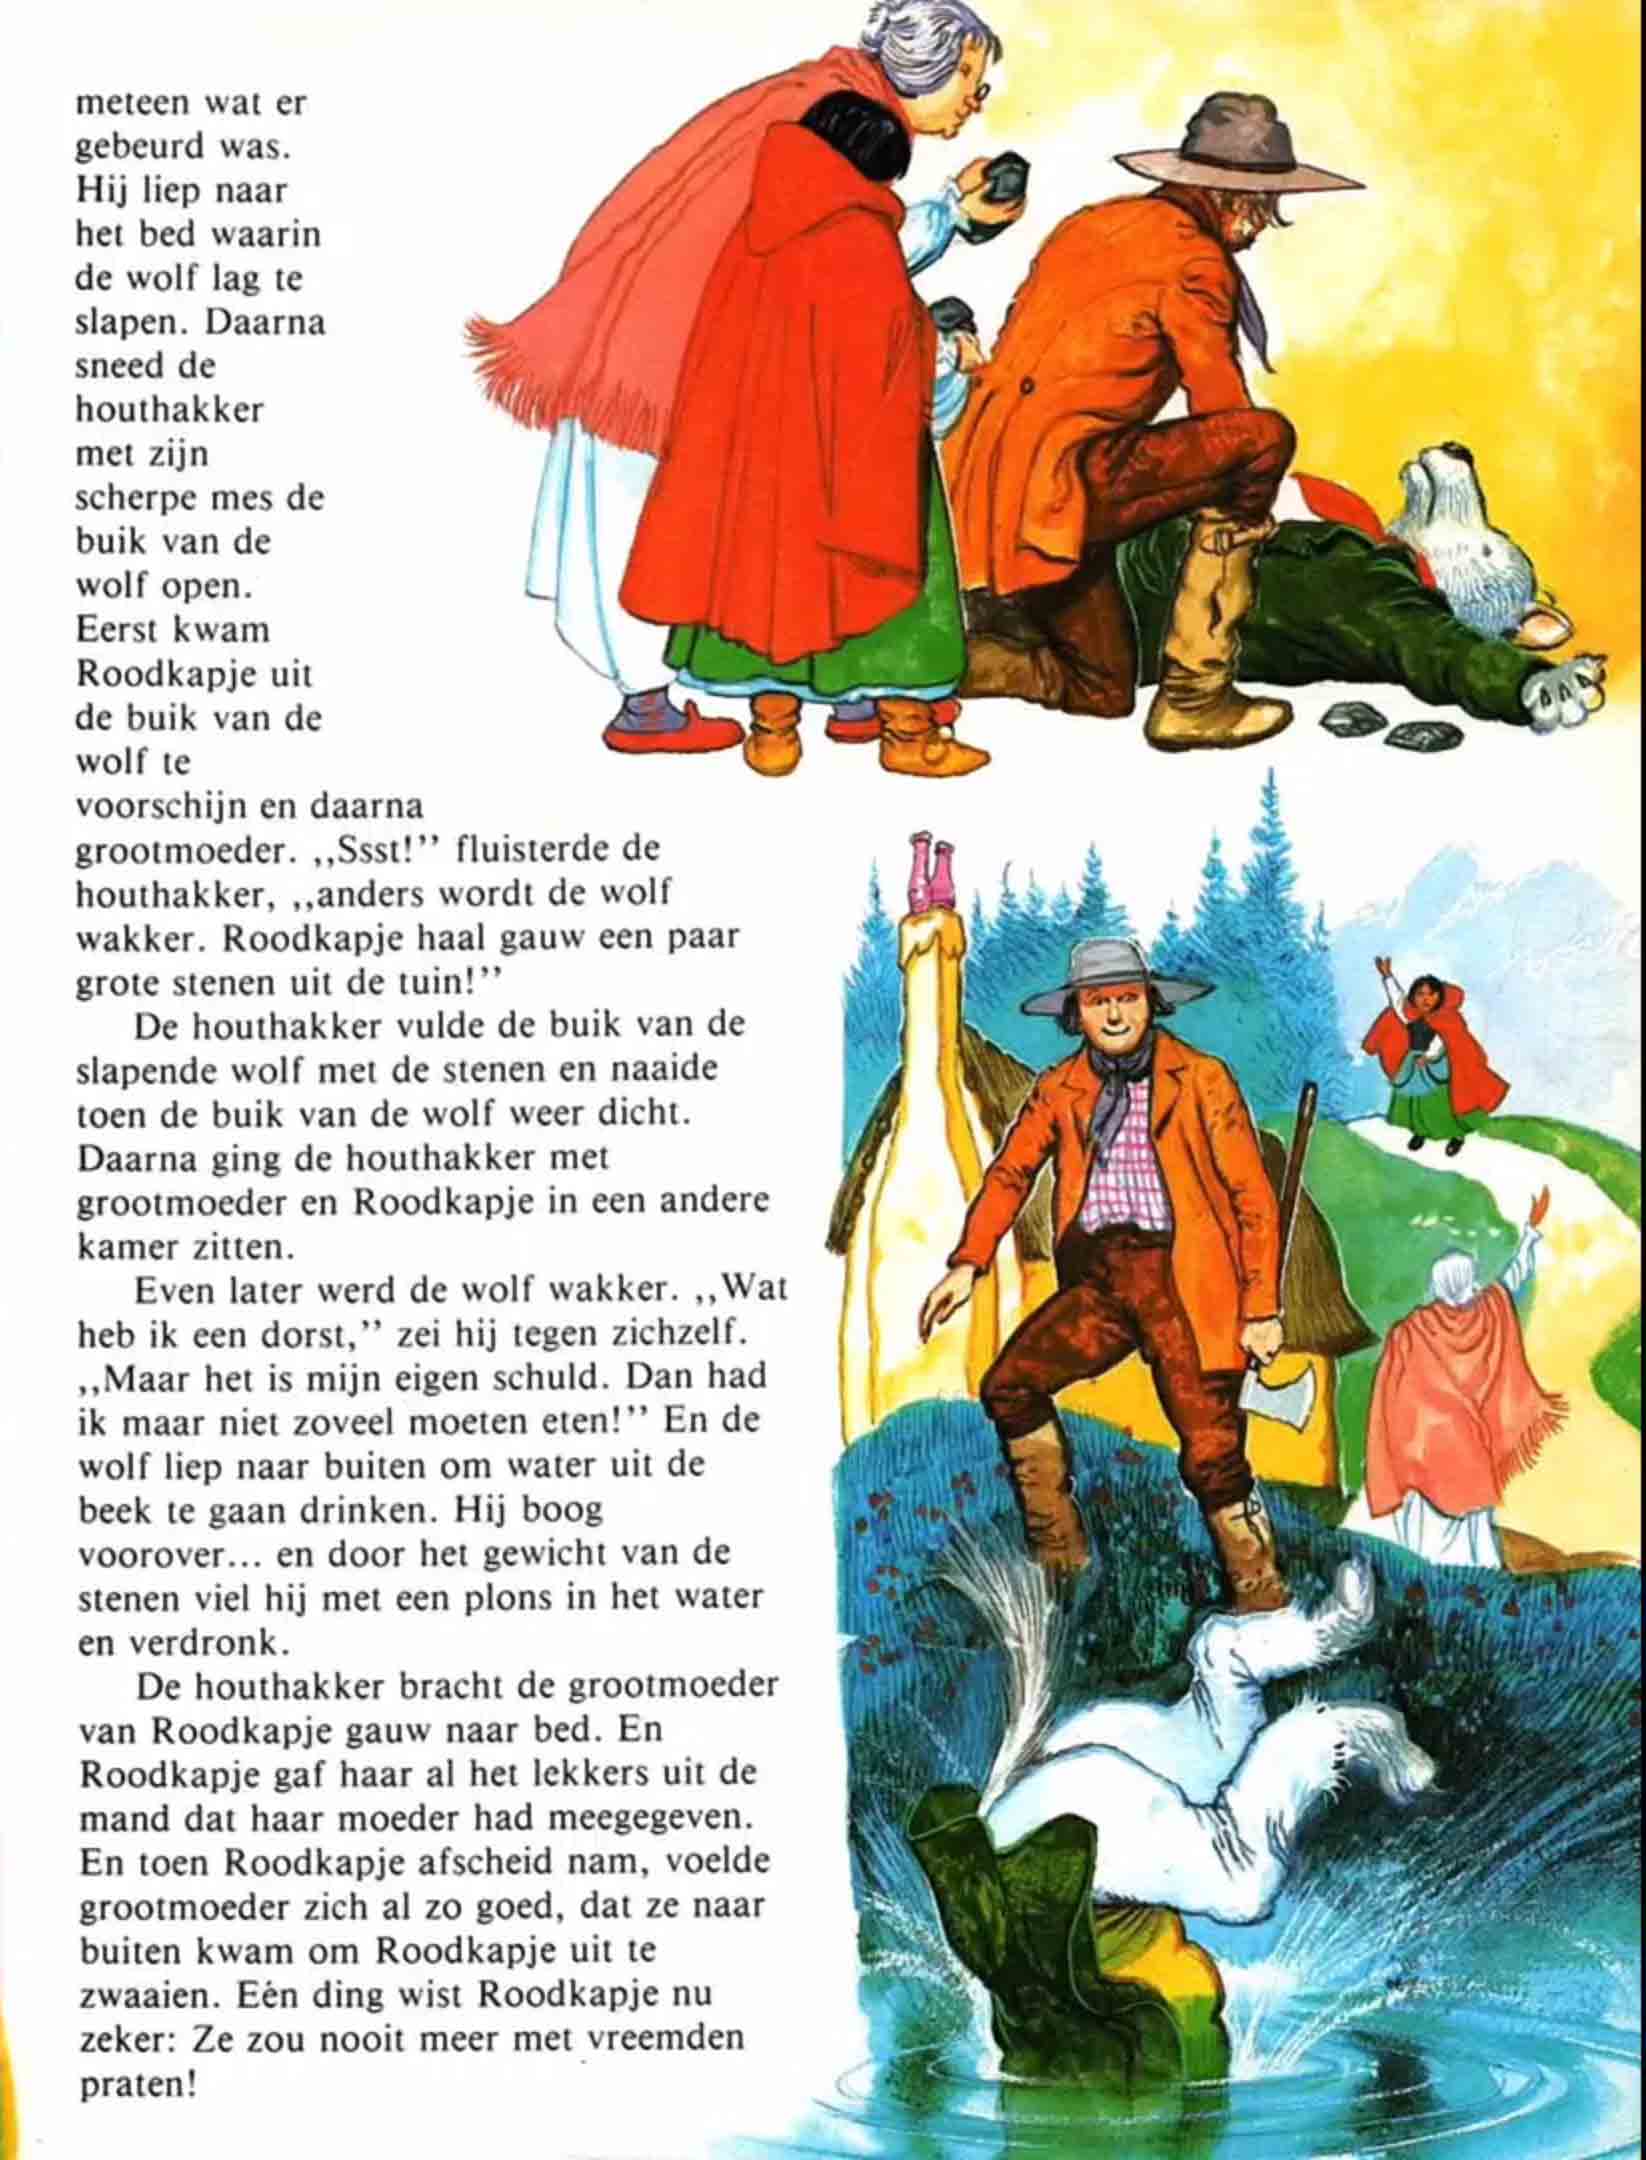 meteen wat er
gebeurd was.
Hij liep naar
het bed waarin
de wolf lag te
slapen. Daarna
sneed de
houthakker
met zijn
scherpe mes de
buik van de
wolf open.
Eerst kwam
Roodkapje uit
de buik van de
wolf te
voorschijn en daarna
grootmoeder. ,,Ssst!’’ fluisterde de
houthakker, ,,anders wordt de wolf
wakker. Roodkapje haal gauw een paar
grote stenen uit de tuin!’’
De houthakker vulde de buik van de
slapende wolf met de stenen en naaide
toen de buik van de wolf weer dicht.
Daarna ging de houthakker met
grootmoeder en Roodkapje in een andere
kamer zitten.
Even later werd de wolf wakker. ,,Wat
heb ik een dorst,’’ zei hij tegen zichzelf.
,,Maar het is mijn eigen schuld. Dan had
ik maar niet zoveel moeten eten!’’ En de
wolf liep naar buiten om water uit de
beek te gaan drinken. Hij boog
voorover... en door het gewicht van de
stenen viel hij met een plons in het water
en verdronk.
De houthakker bracht de grootmoeder
van Roodkapje gauw naar bed. En
Roodkapje gaf haar al het lekkers uit de
mand dat haar moeder had meegegeven.
En toen Roodkapje afscheid nam, voelde
grootmoeder zich al zo goed, dat ze naar
buiten kwam om Roodkapje uit te
zwaaien. Eén ding wist Roodkapje nu
zeker: Ze zou nooit meer met vreemden
praten!